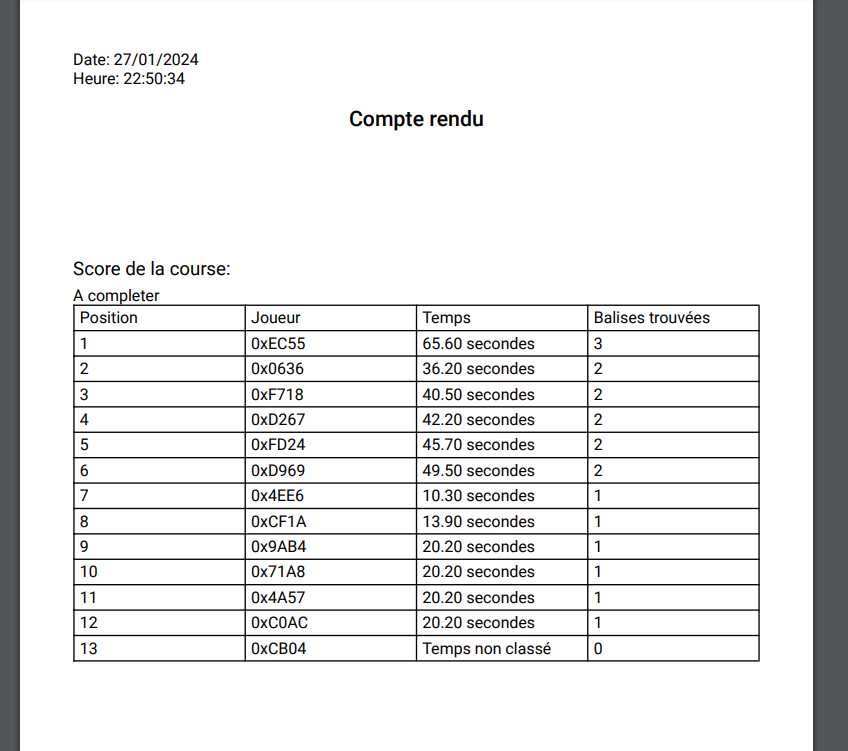 Date: 27/01/2024
Heure: 22:50:34
Compte rendu
Score de la course:
A completer
Position Joueur Temps Balises trouvées
1 0xEC55 65.60 secondes 3
2 0x0636 36.20 secondes 2
3 0xF718 40.50 secondes 2
4 0xD267 42.20 secondes 2
5 0xFD24 45.70 secondes 2
6 0xD969 49.50 secondes 2
7 0x4EE6 10.30 secondes 1
8 0xCF1A 13.90 secondes 1
9 0x9AB4 20.20 secondes 1
10 0x71A8 20.20 secondes 1
11 0x4A57 20.20 secondes 1
12 0xC0AC 20.20 secondes 1
13 0xCB04 Temps non classé 0